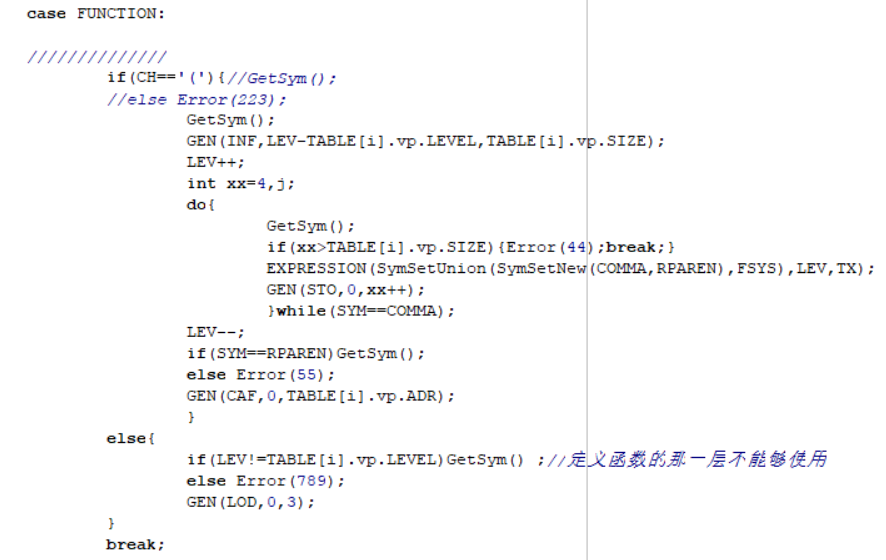 case FUNCTION:
//////////////
if(CH=='('){//GetSym();
//else Error(223);
GetSym();
GEN(INF,LEV-TABLE[i].vp.LEVEL,TABLE[i].vp.SIZE);
LEV++;
int xx=4,j;
do{
GetSym();
if(xx>TABLE[i].vp.SIZE){Error(44);break;}
EXPRESSION(SymSetUnion(SymSetNew(COMMA,RPAREN),FSYS),LEV,TX);
GEN(STO,0,xx++);
}while(SYM==COMMA);
LEV--;
if(SYM==RPAREN)GetSym();
else Error(55);
GEN(CAF,0,TABLE[i].vp.ADR);
}
else{
if(LEV!=TABLE[i].vp.LEVEL)GetSym() ;//定义函数的那一层不能够使用
else Error(789);
GEN(LOD,0,3);
}
break;